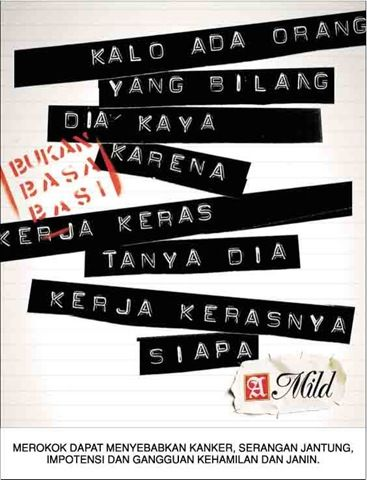 KALO ADA ORANG
YANG BILANG
DIA KAYA
KARENA
BUKAN
BASA
BASI
KERJA KERAS
TANYA DIA
KERJA KERASNYA
SIAPA
A Mild
MEROKOK DAPAT MENYEBABKAN KANKER, SERANGAN JANTUNG,
IMPOTENSI DAN GANGGUAN KEHAMILAN DAN JANIN.